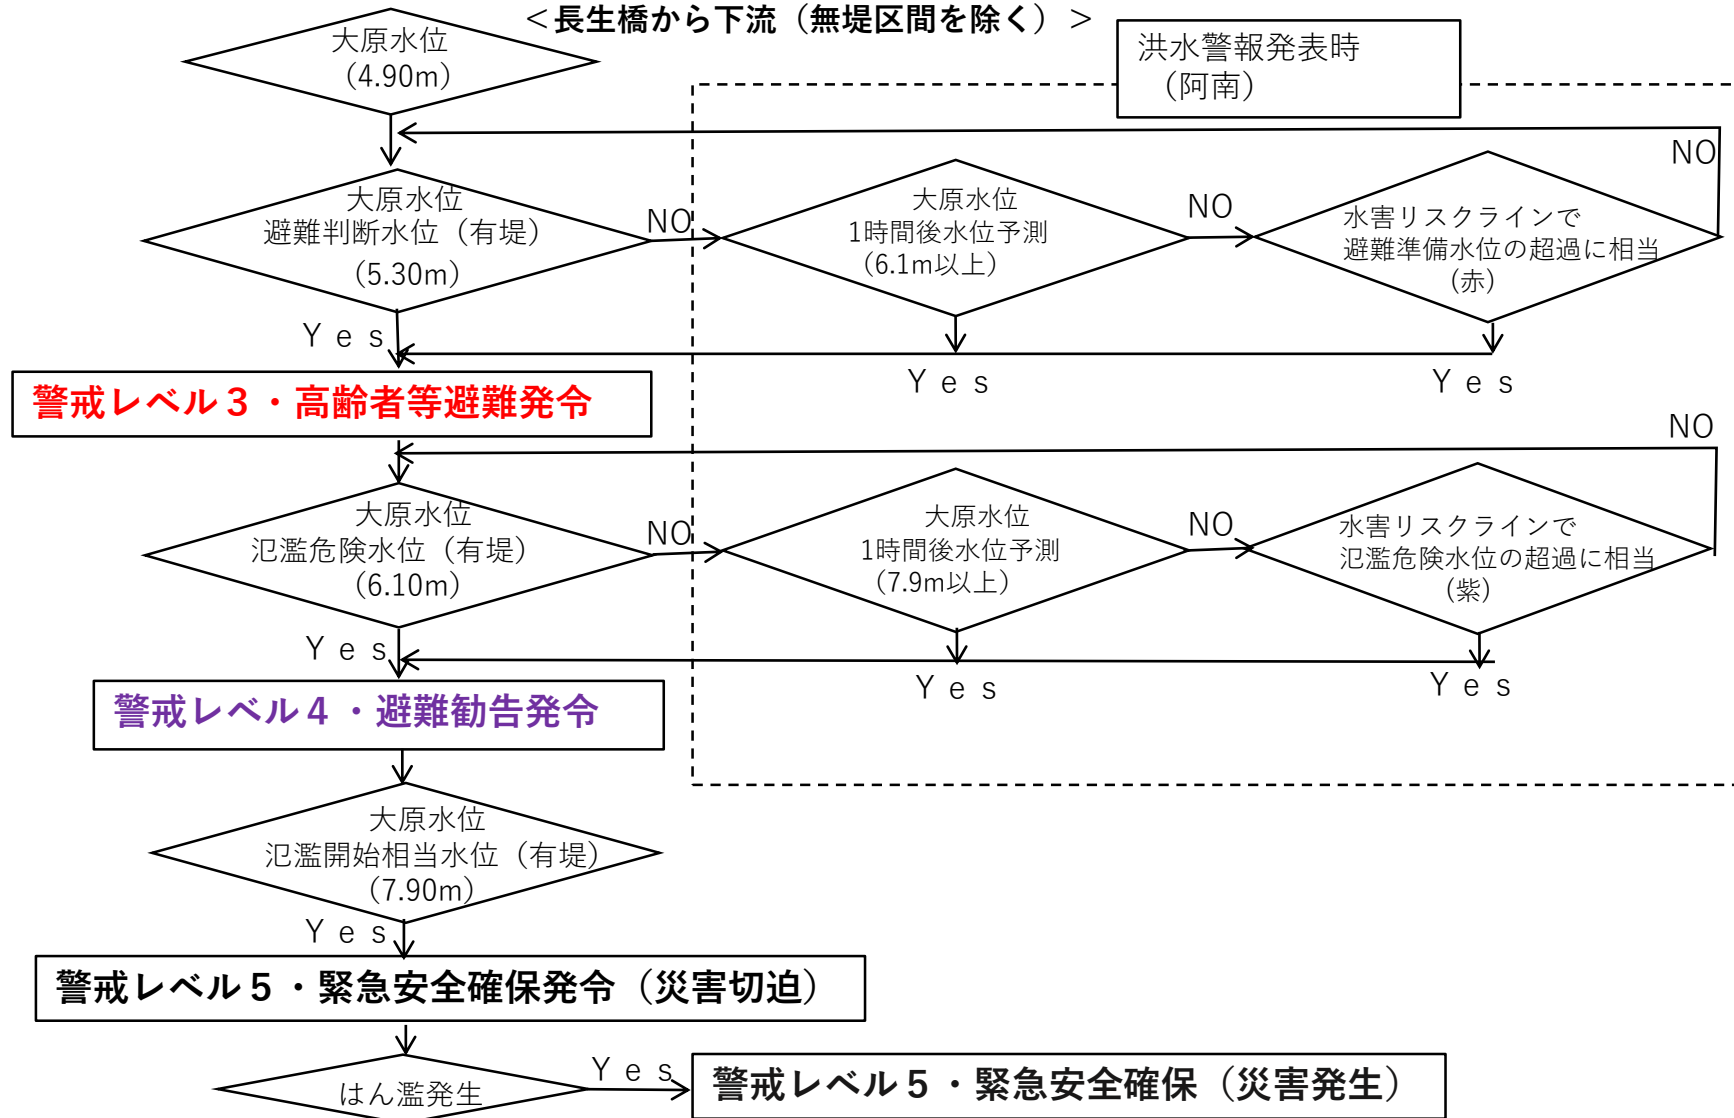 ＜長生橋から下流（無堤区間を除く）＞
大原水位
（4.90m）
洪水警報発表時
（阿南）
大原水位
避難判断水位（有堤）
（5.30m）
NO
大原水位
1時間後水位予測
（6.1m以上）
NO
水害リスクラインで
避難準備水位の超過に相当
（赤）
NO
Ｙｅｓ
Ｙｅｓ
Ｙｅｓ
警戒レベル３・高齢者等避難発令
大原水位
氾濫危険水位（有堤）
（6.10m）
NO
大原水位
1時間後水位予測
（7.9m以上）
NO
水害リスクラインで
氾濫危険水位の超過に相当
（紫）
NO
Ｙｅｓ
Ｙｅｓ
Ｙｅｓ
警戒レベル４・避難勧告発令
大原水位
氾濫開始相当水位（有堤）
（7.90m）
Ｙｅｓ
警戒レベル５・緊急安全確保発令（災害切迫）
はん濫発生
Ｙｅｓ
警戒レベル５・緊急安全確保（災害発生）